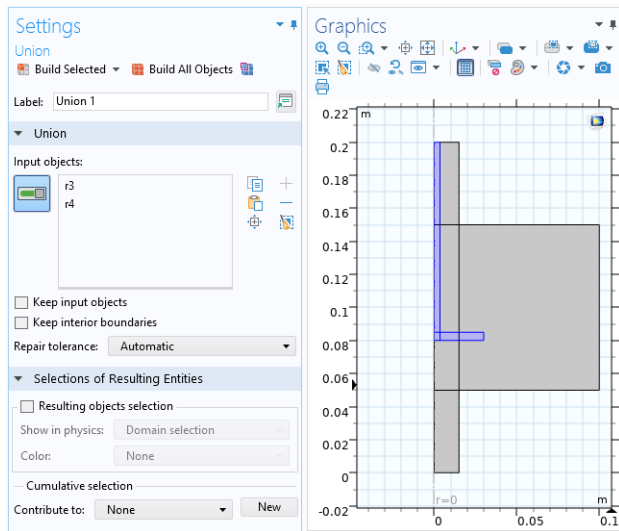 Settings
Union
Build Selected
Build All Objects
Label: Union 1
Union
Input objects:
r3
r4
Keep input objects
Keep interior boundaries
Repair tolerance: Automatic
Selections of Resulting Entities
Resulting objects selection
Show in physics: Domain selection
Color: None
Cumulative selection
Contribute to: None New
Graphics
m
0.22
0.2
0.18
0.16
0.14
0.12
0.1
0.08
0.06
0.04
0.02
0
-0.02
r=0
m
0 0.05 0.1